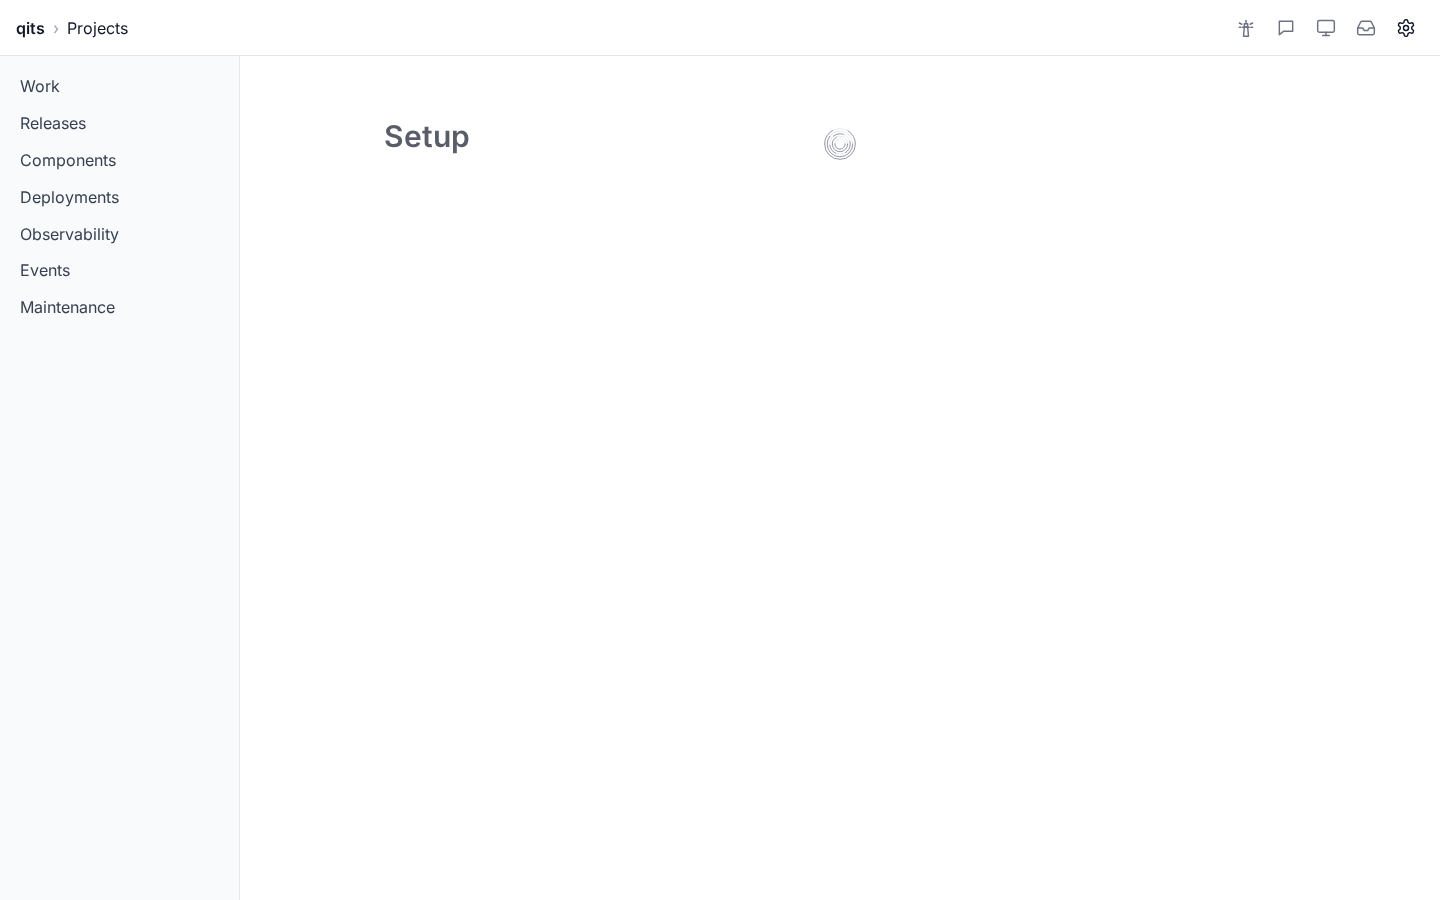 qits › Projects
Work
Releases
Components
Deployments
Observability
Events
Maintenance
Setup